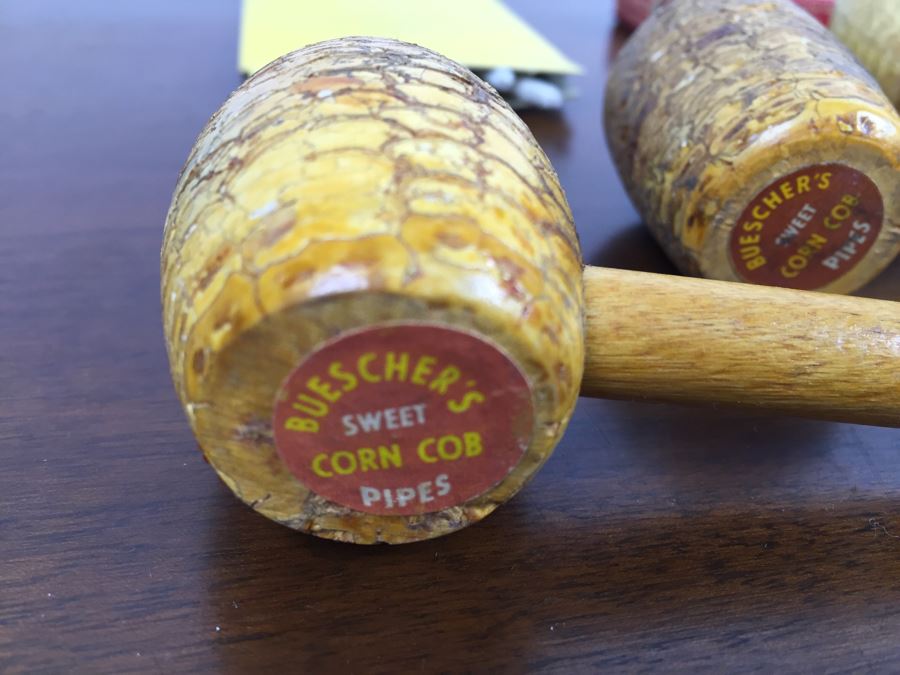 BUESCHER'S
SWEET
CORN COB
PIPES
BUESCHER'S
SWEET
CORN COB
PIPES